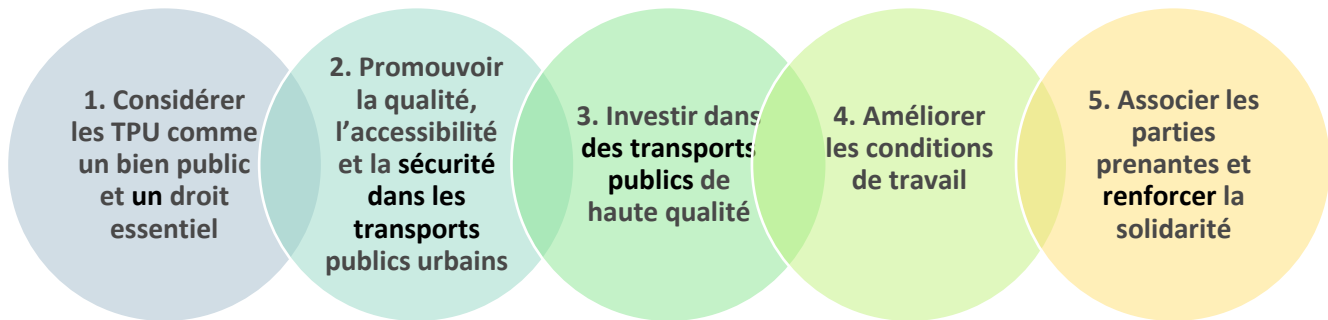 1. Considérer
les TPU comme
un bien public
et un droit
essentiel
2. Promouvoir
la qualité,
l’accessibilité
et la sécurité
dans les
transports
publics urbains
3. Investir dans
des transports
publics de
haute qualité
4. Améliorer
les conditions
de travail
5. Associer les
parties
prenantes et
renforcer la
solidarité